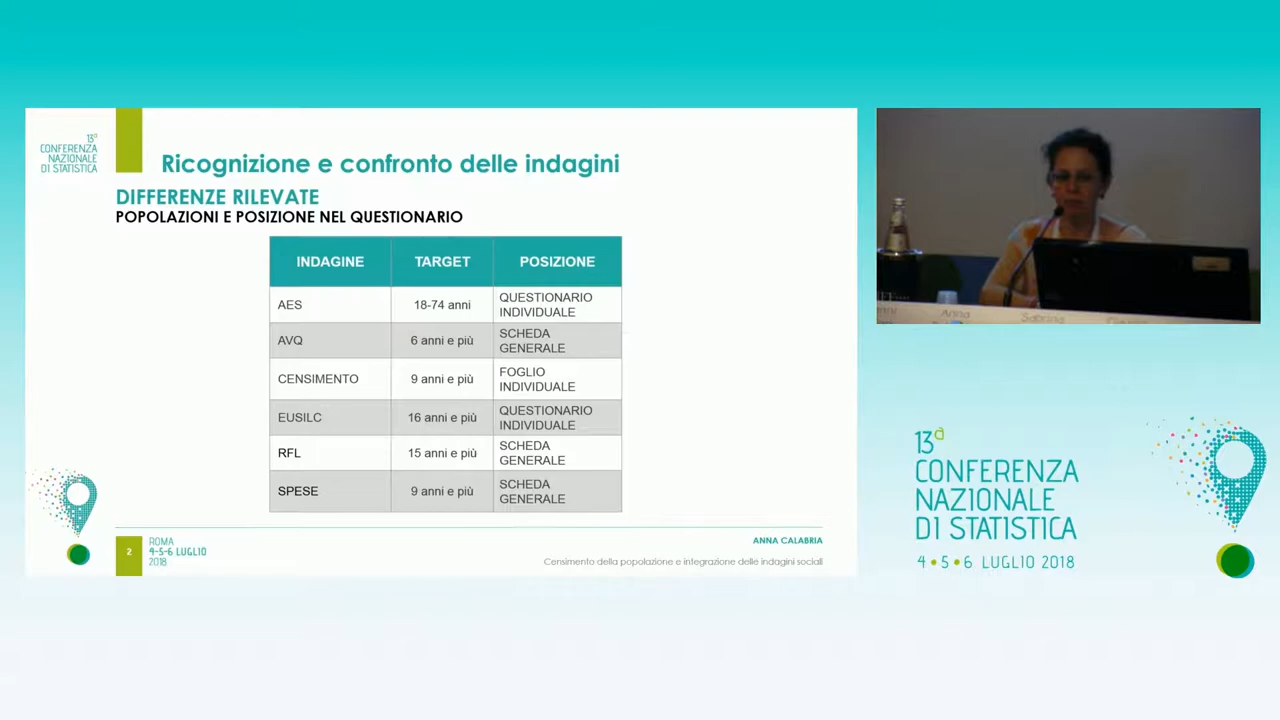 13ª
CONFERENZA
NAZIONALE
DI STATISTICA
Ricognizione e confronto delle indagini
DIFFERENZE RILEVATE
POPOLAZIONI E POSIZIONE NEL QUESTIONARIO
INDAGINE TARGET POSIZIONE
AES 18-74 anni QUESTIONARIO
INDIVIDUALE
AVQ 6 anni e più SCHEDA
GENERALE
CENSIMENTO 9 anni e più FOGLIO
INDIVIDUALE
EUSILC 16 anni e più QUESTIONARIO
INDIVIDUALE
RFL 15 anni e più SCHEDA
GENERALE
SPESE 9 anni e più SCHEDA
GENERALE
2
ROMA
4-5-6 LUGLIO
2018
ANNA CALABRIA
Censimento della popolazione e integrazione delle indagini sociali
Anna
Sabrina
13ª
CONFERENZA
NAZIONALE
DI STATISTICA
4•5•6 LUGLIO 2018